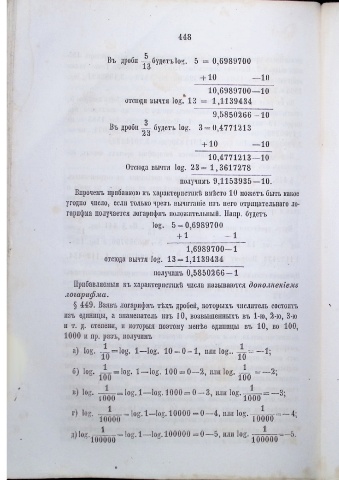 448
Въ дроби 5/13 будетъ log. 5 = 0,6989700
+10 —10
10,6989700—10
отсюда вычти log. 13 = 1,1139434
9,5850266—10
Въ дроби 3/23 будетъ log. 3=0,4771213
+10 —10
10,4771213—10
Отсюда вычти log. 23=1,3617278
получимъ 9,1153935—10.
Впрочемъ прибавкою къ характеристикѣ вмѣсто 10 можетъ быть какое
угодно число, если только чрезъ вычитаніе изъ него отрицательнаго ло-
гарифма получается логарифмъ положительный. Напр. будетъ
log. 5=0,6989700
+1 -1
1,6989700—1
отсюда вычти log. 13=1,1139434
получимъ 0,5850266—1
Прибавляемыя къ характеристикѣ числа называются дополненіемъ
логарифма.
§ 449. Взявъ логарифмъ тѣхъ дробей, которыхъ числитель состоитъ
изъ единицы, а знаменатель изъ 10, возвышенныхъ въ 1-ю, 2-ю, 3-ю
и т. д. степени, и которыя поэтому менѣе единицы въ 10, во 100,
1000 и пр. разъ, получимъ
а) log. 1/10 = log. 1—log. 10=0-1, или log.. 1/10 = —1;
б) log. 1/100 = log. 1—log. 100=0—2, или log. 1/100 = —2;
в) log. 1/1000 = log. 1—log. 1000=0—3, или log. 1/1000 = —3;
г) log. 1/10000 = log. 1—log. 10000=0—4, или log. 1/10000 = —4;
д) log. 1/100000 = log. 1—log. 100000=0—5, или log. 1/100000 = —5.